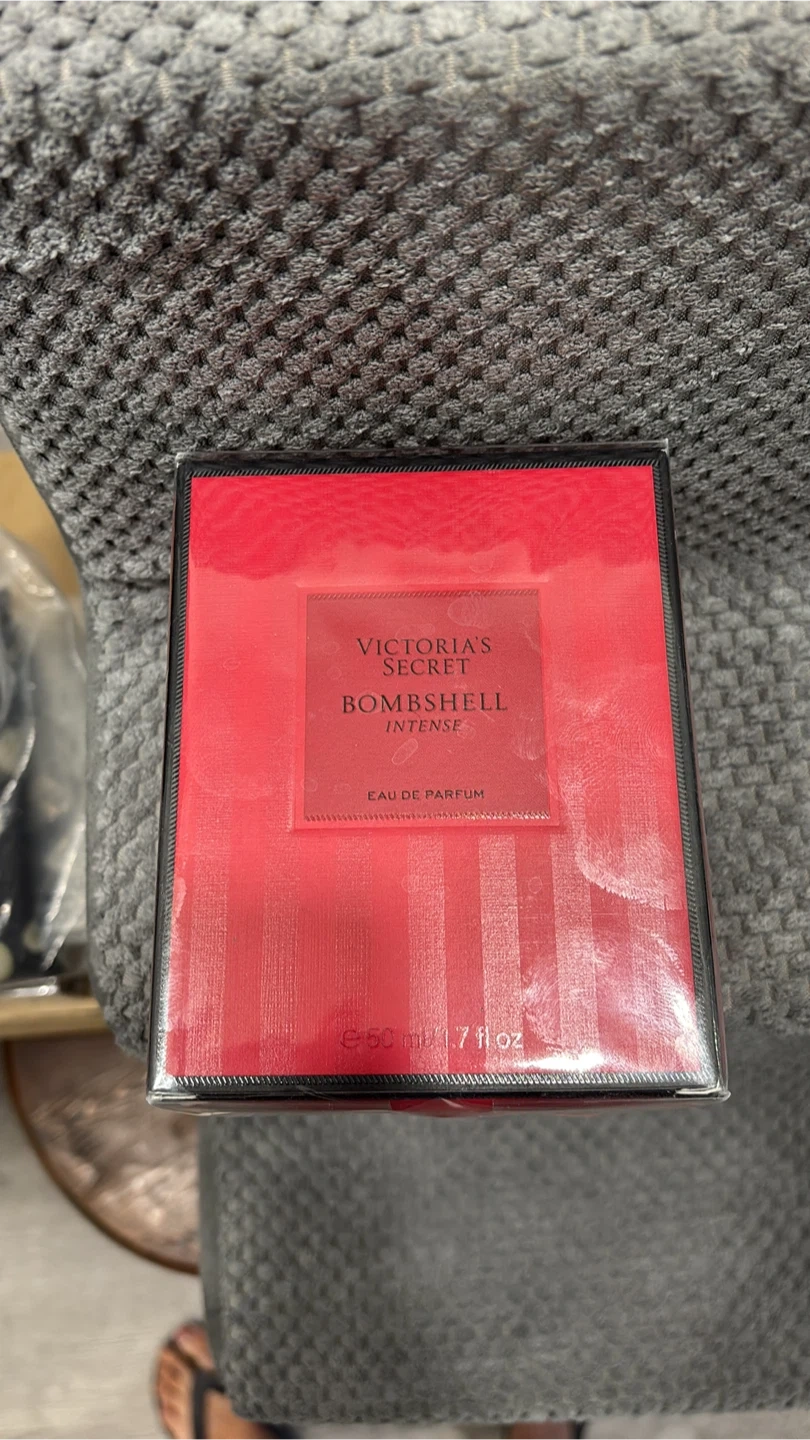 VICTORIA'S
SECRET
BOMBSHELL
INTENSE
EAU DE PARFUM
℮ 50 ml/1.7 fl oz